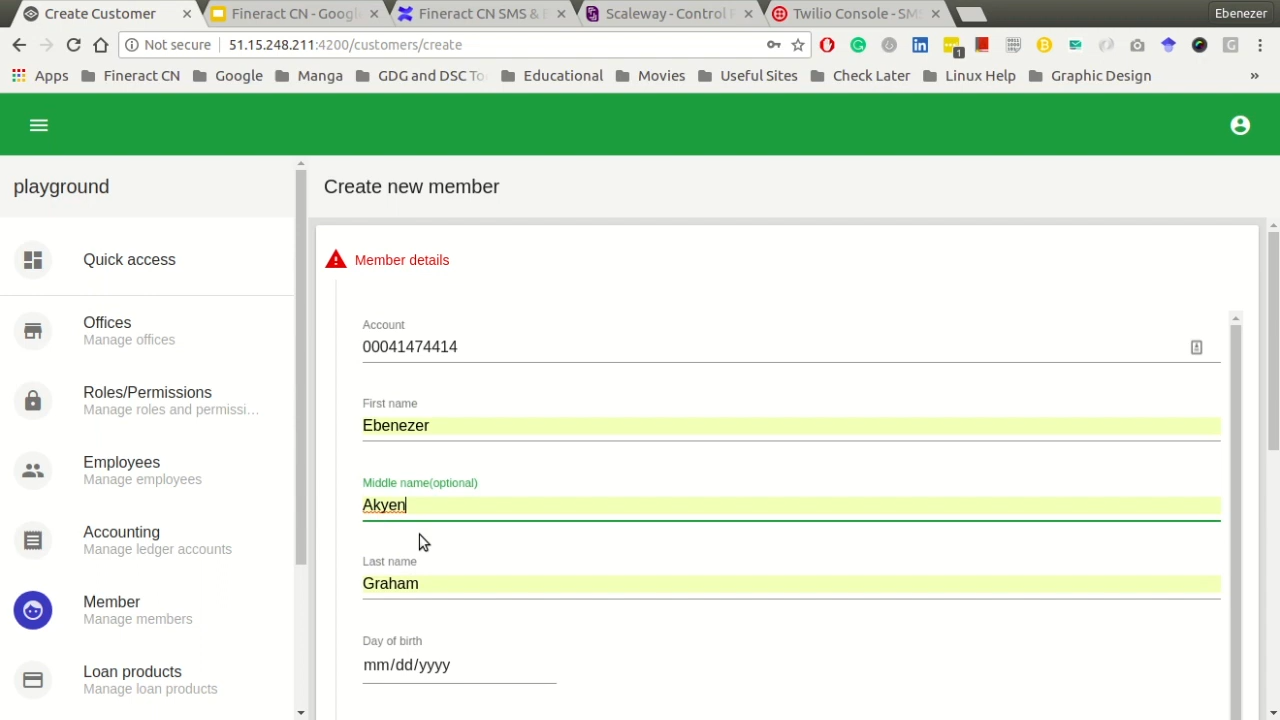 Create Customer
Fineract CN - Googl
Fineract CN SMS & E
Scaleway - Control
Twilio Console - SMS
Ebenezer
Not secure
51.15.248.211:4200/customers/create
1
Apps
Fineract CN
Google
Manga
GDG and DSC To
Educational
Movies
Useful Sites
Check Later
Linux Help
Graphic Design
»
playground
Create new member
Quick access
Member details
Offices
Manage offices
Account
00041474414
Roles/Permissions
Manage roles and permissi...
First name
Ebenezer
Employees
Manage employees
Middle name(optional)
Akyen
Accounting
Manage ledger accounts
Last name
Graham
Member
Manage members
Day of birth
mm/dd/yyyy
Loan products
Manage loan products